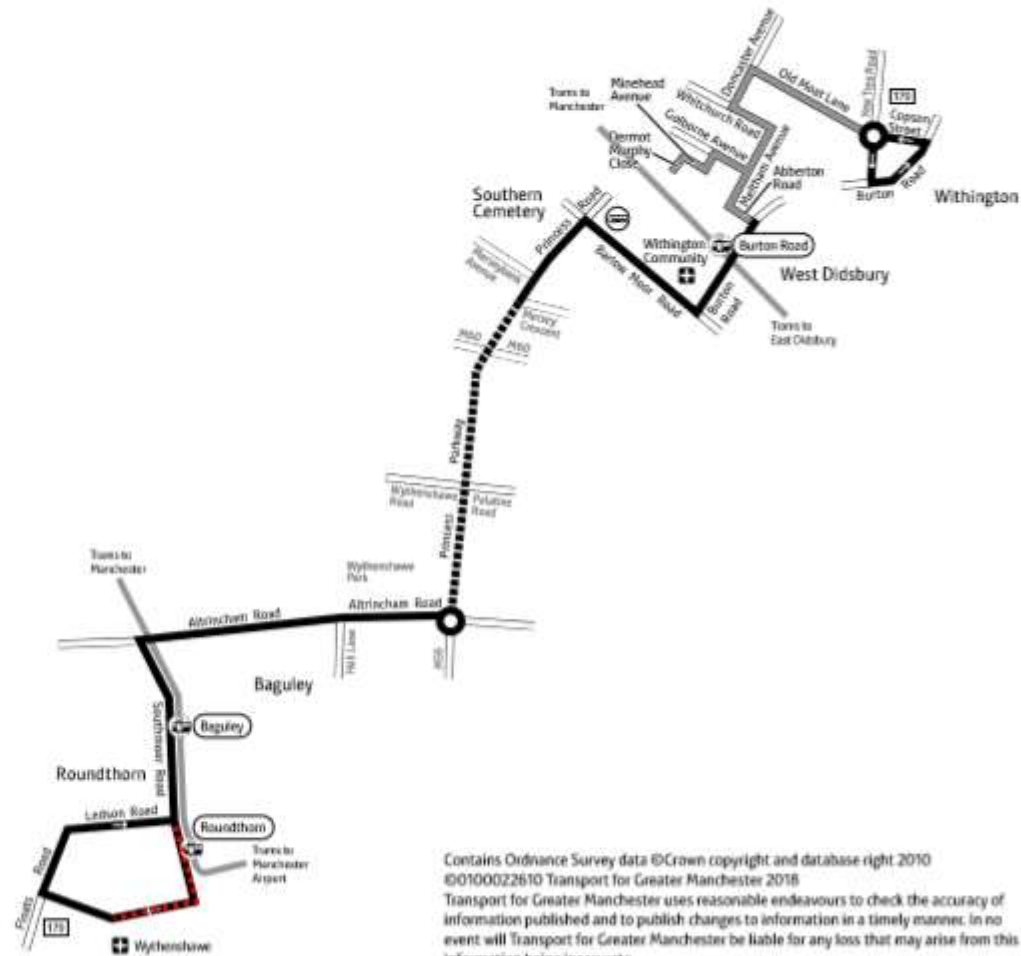 Doncaster Avenue
Old Moat Lane
Minehead
Avenue
Trams to
Manchester
Whitchurch Road
Golborne Avenue
179
Copson
Street
Dermot
Murphy
Close
Abberton
Road
Burton Road
Withington
Southern
Cemetery
Princess Road
Withington
Community
Burton Road
West Didsbury
Merseybank
Avenue
Barlow Moor Road
Burton
Road
Mersey
Crescent
M60
M60
Trams to
East Didsbury
Princess Parkway
Wythenshawe
Road
Palatine
Road
Trams to
Manchester
Wythenshawe
Park
Altrincham Road
Altrincham Road
Hall Lane
M56
Baguley
Southmoor Road
Baguley
Roundthorn
Ledson Road
Roundthorn
Trams to
Manchester
Airport
Floats Road
179
Wythenshawe
Contains Ordnance Survey data ©Crown copyright and database right 2010
©0100022610 Transport for Greater Manchester 2018
Transport for Greater Manchester uses reasonable endeavours to check the accuracy of
information published and to publish changes to information in a timely manner. In no
event will Transport for Greater Manchester be liable for any loss that may arise from this